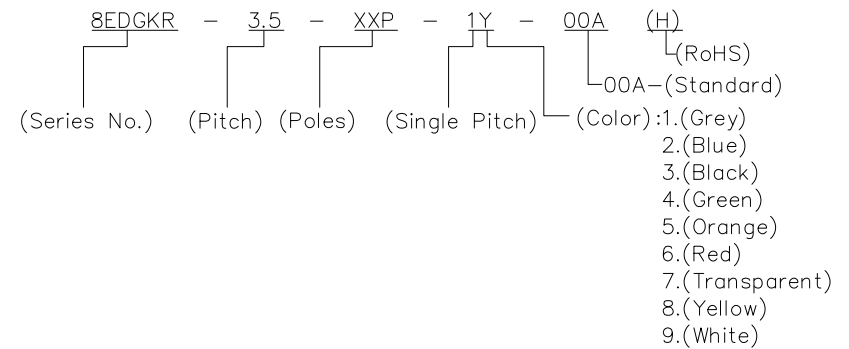 8EDGKR - 3.5 - XXP - 1Y - 00A (H)
(RoHS)
00A-(Standard)
(Series No.) (Pitch) (Poles) (Single Pitch) (Color):1.(Grey)
2.(Blue)
3.(Black)
4.(Green)
5.(Orange)
6.(Red)
7.(Transparent)
8.(Yellow)
9.(White)